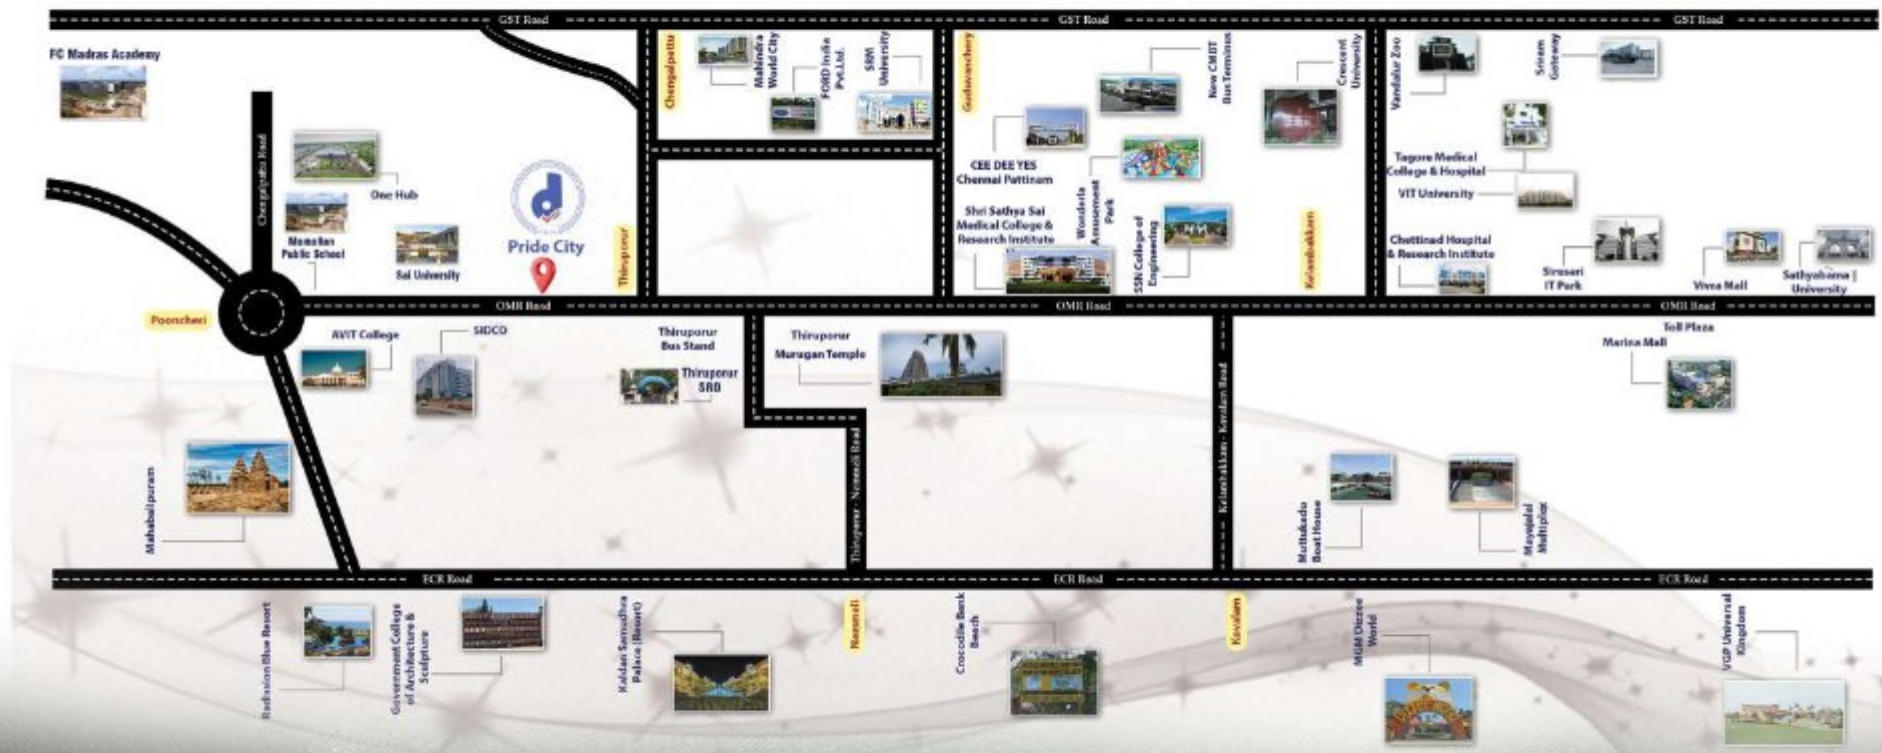 GST Road
GST Road
GST Road
FC Madras Academy
Chengalpattu
Mahindra
World City
FORD India
Pvt.Ltd.
SRM
University
Guduvanchery
New CMBT
Bus Terminus
Crescent
University
Vandalur Zoo
Sriram
Gateway
Chengalpattu Road
One Hub
Mamallan
Public School
Sai University
Pride City
Thiruporur
CEE DEE YES
Chennai Pattinam
Wonderla
Amusement
Park
Shri Sathya Sai
Medical College &
Research Institute
SSN College of
Engineering
Kelambakkam
Tagore Medical
College & Hospital
VIT University
Chettinad Hospital
& Research Institute
Siruseri
IT Park
Vivra Mall
Sathyabama |
University
OMR Road
OMR Road
OMR Road
Pooncheri
AVIT College
SIDCO
Thiruporur
Bus Stand
Thiruporur
SRO
Thiruporur
Murugan Temple
Toll Plaza
Marina Mall
Mahabalipuram
Thiruporur - Nemmeli Road
Kelambakkam - Kovalam Road
Muttukadu
Boat House
Mayajalal
Multiplex
ECR Road
ECR Road
ECR Road
Radission Blue Resort
Government College
of Architecture &
Sculpture
Kaldan Samudhra
Palace (Resort)
Nemmeli
Crocodile Bank
Beach
Kovalam
MGM Dizzee
World
VGP Universal
Kingdom